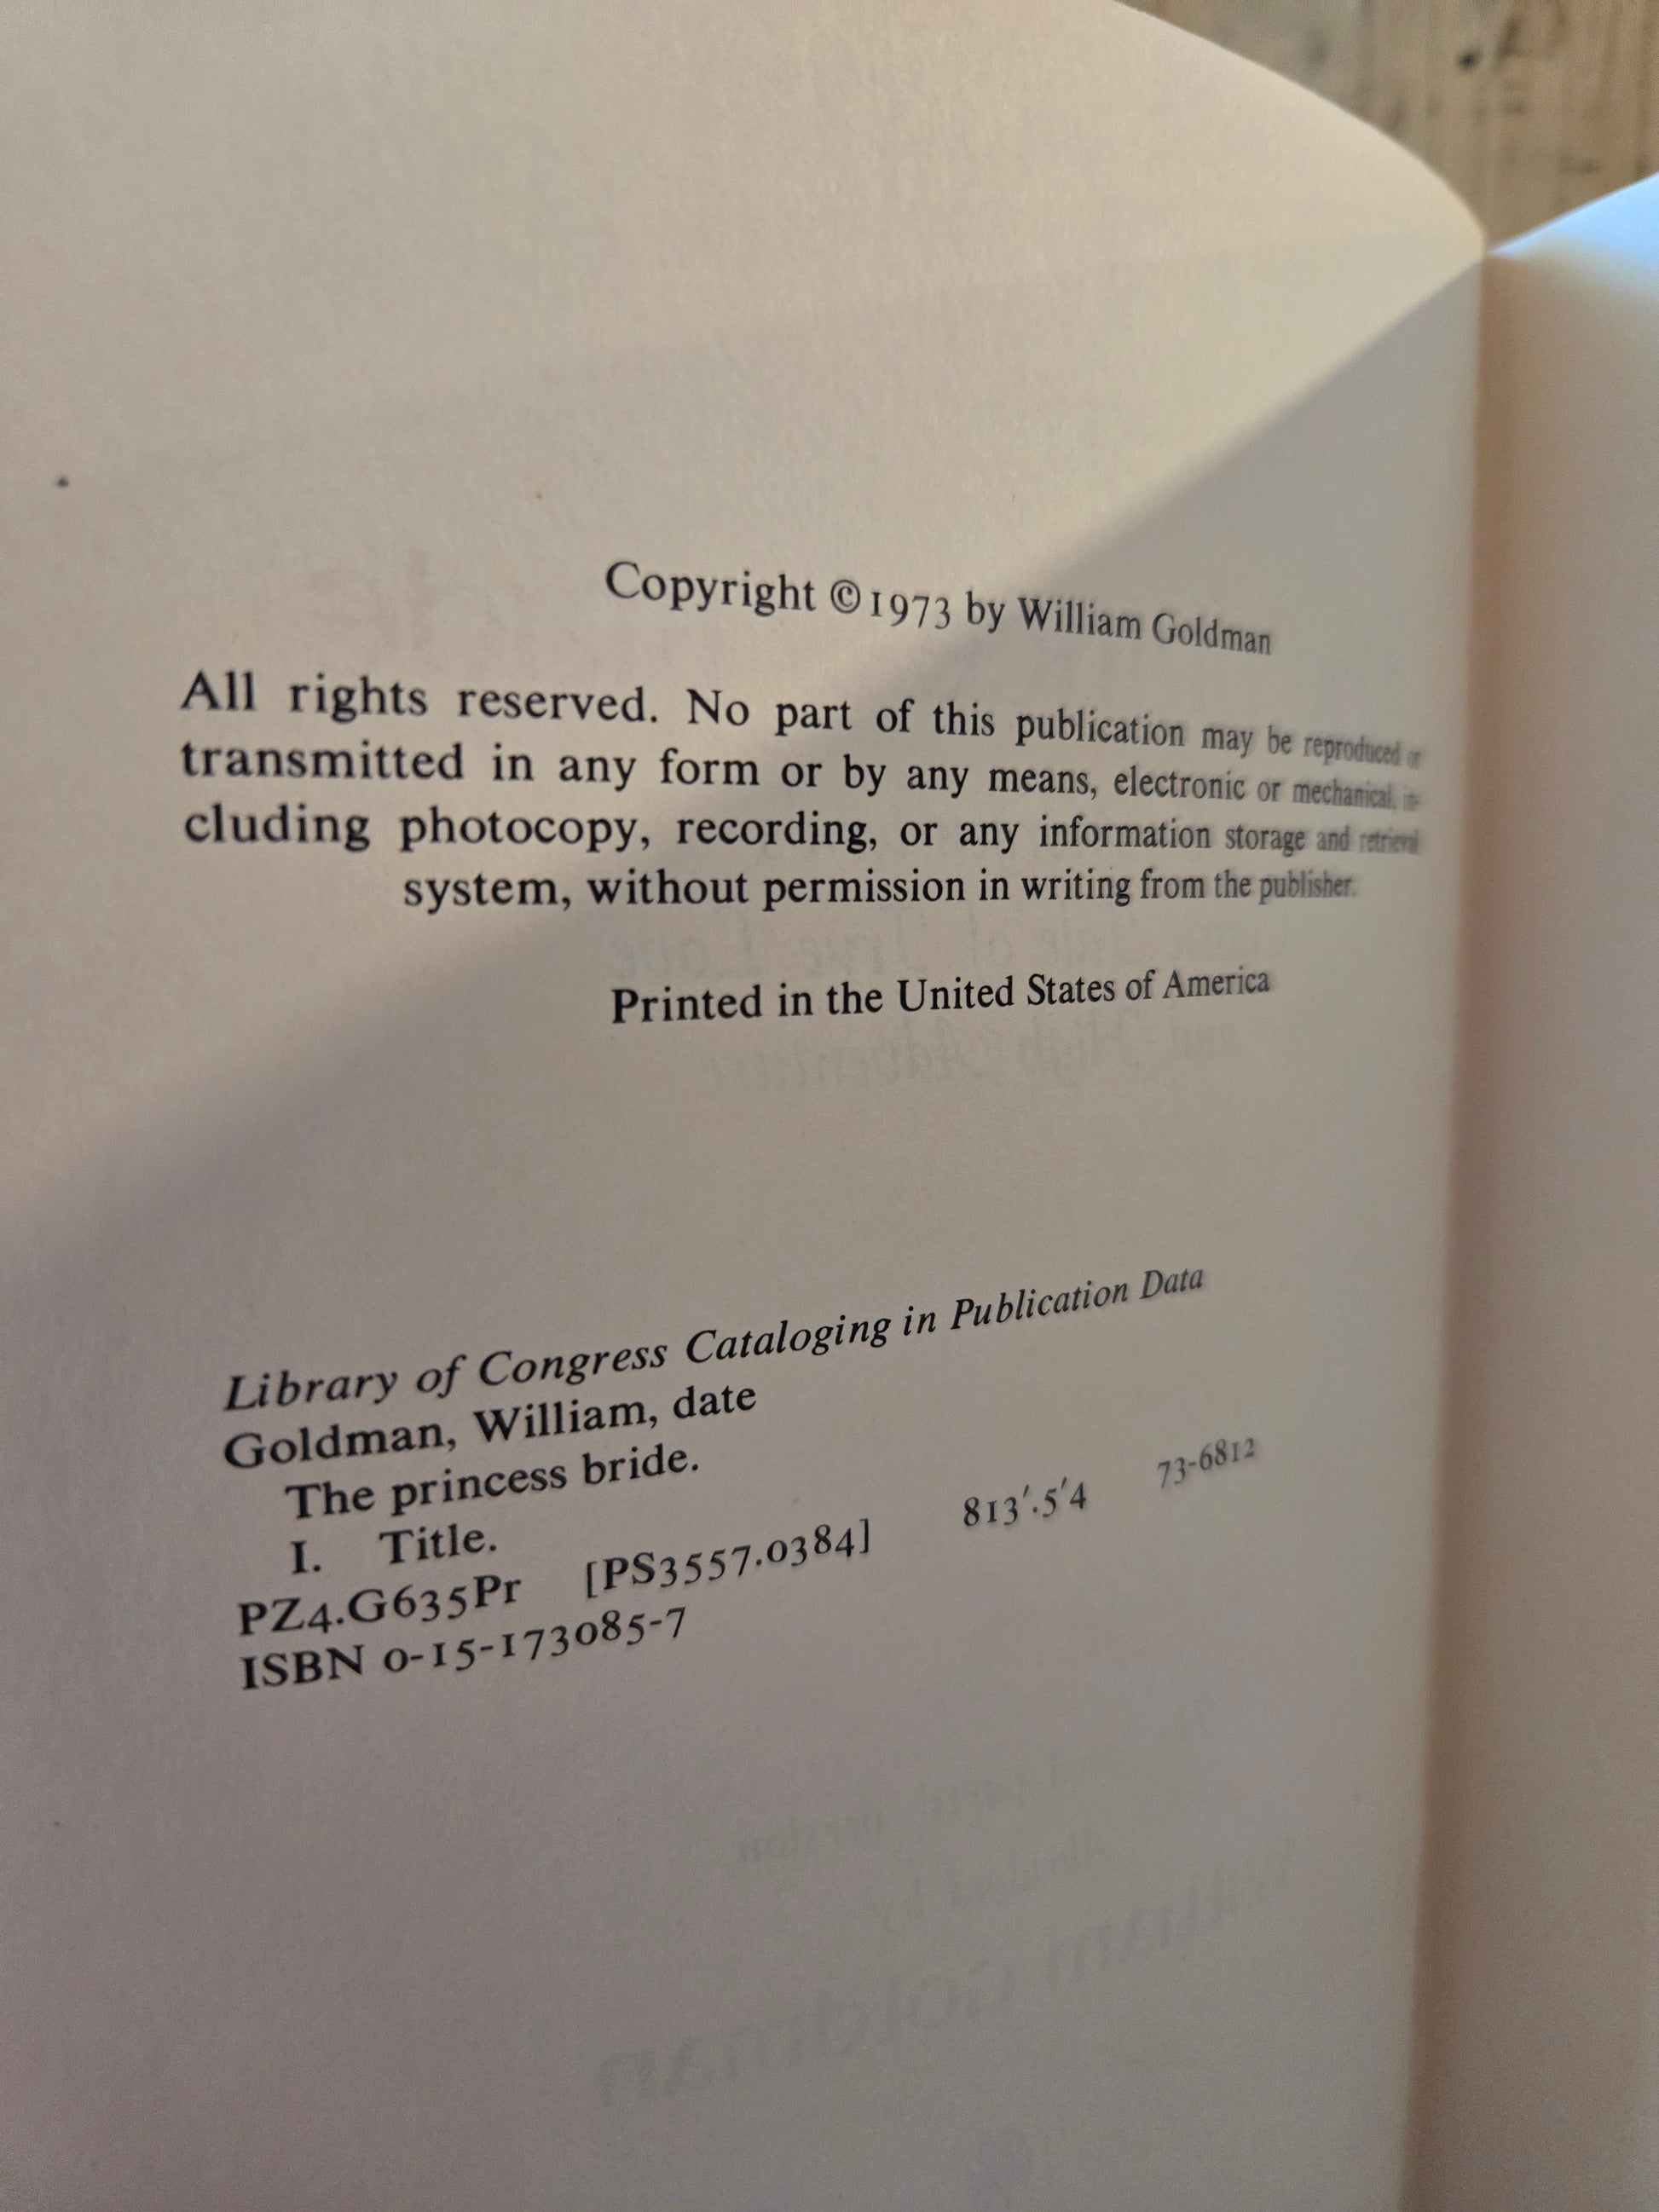 Copyright © 1973 by William Goldman
All rights reserved. No part of this publication may be reproduced or
transmitted in any form or by any means, electronic or mechanical, in-
cluding photocopy, recording, or any information storage and retrieval
system, without permission in writing from the publisher.
Printed in the United States of America
Library of Congress Cataloging in Publication Data
Goldman, William, date
The princess bride.
I. Title.
PZ4.G635Pr [PS3557.0384] 813'.5'4 73-6812
ISBN 0-15-173085-7